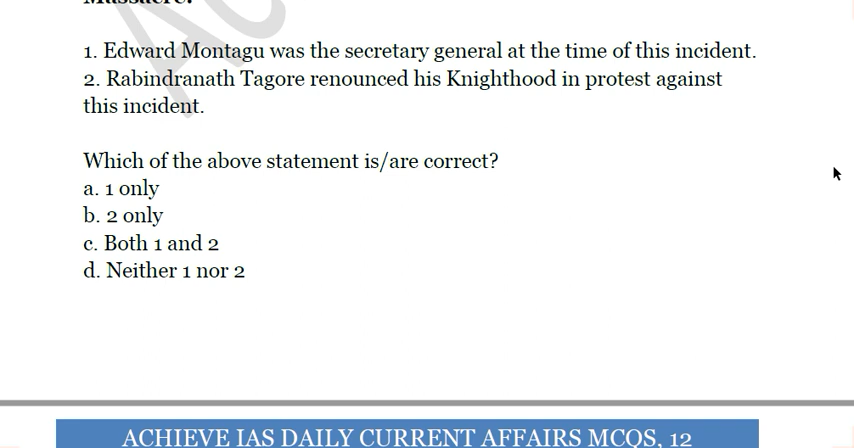 Massacre:
1. Edward Montagu was the secretary general at the time of this incident.
2. Rabindranath Tagore renounced his Knighthood in protest against
this incident.
Which of the above statement is/are correct?
a. 1 only
b. 2 only
c. Both 1 and 2
d. Neither 1 nor 2
ACHIEVE IAS DAILY CURRENT AFFAIRS MCQS, 12